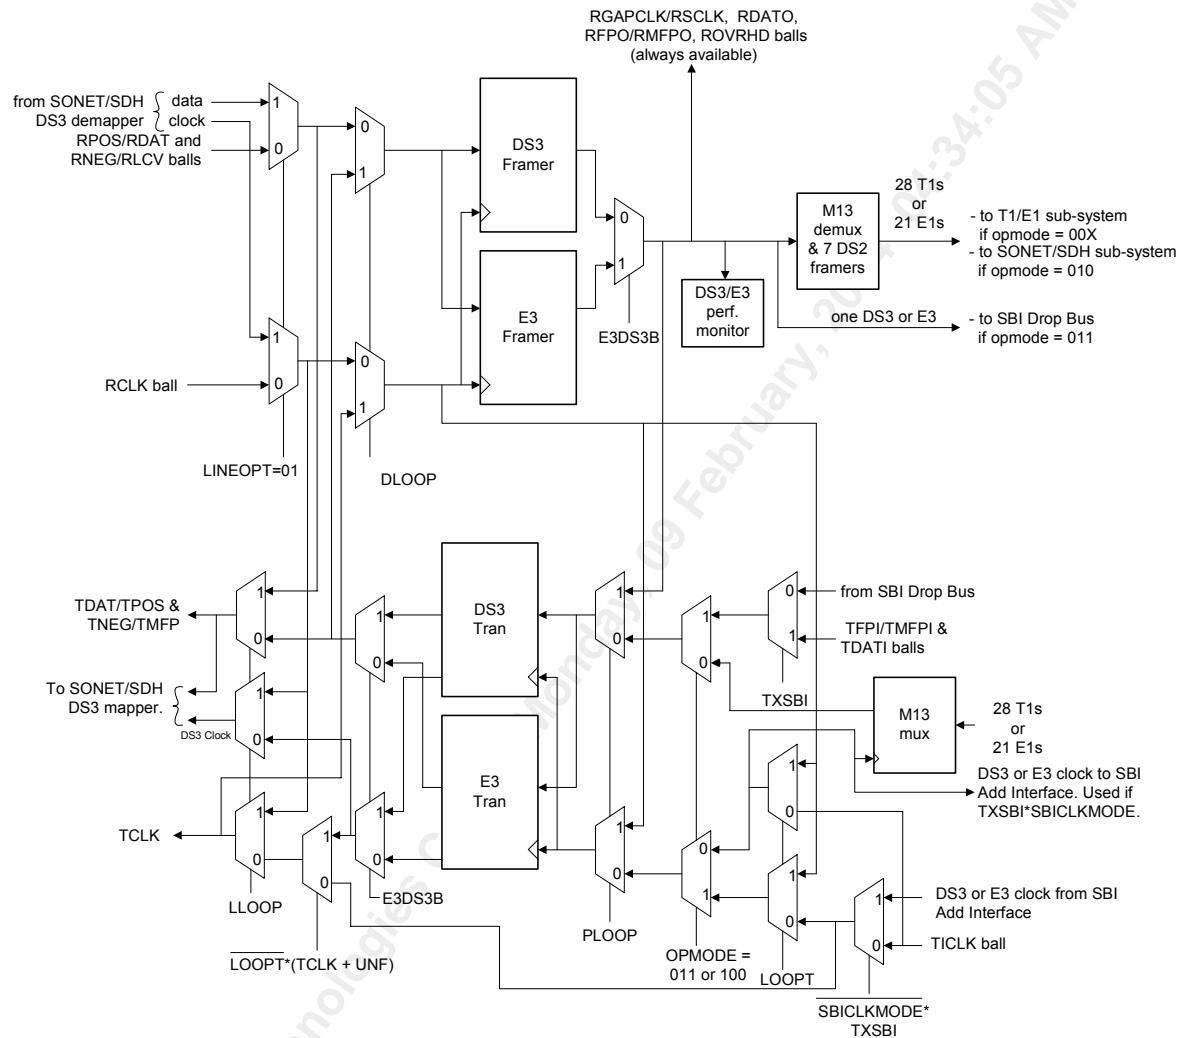 RGAPCLK/RSCLK, RDATO,
RFPO/RMFPO, ROVRHD balls
(always available)
from SONET/SDH
DS3 demapper
data
clock
RPOS/RDAT and
RNEG/RLCV balls
1
0
0
1
DS3
Framer
0
1
E3DS3B
M13
demux
& 7 DS2
framers
28 T1s
or
21 E1s
- to T1/E1 sub-system
if opmode = 00X
- to SONET/SDH sub-system
if opmode = 010
E3
Framer
DS3/E3
perf.
monitor
one DS3 or E3
- to SBI Drop Bus
if opmode = 011
1
0
0
1
RCLK ball
LINEOPT=01
DLOOP
TDAT/TPOS &
TNEG/TMFP
1
0
1
0
DS3
Tran
1
0
1
0
0
1
from SBI Drop Bus
TFPI/TMFPI &
TDATI balls
TXSBI
To SONET/SDH
DS3 mapper.
DS3 Clock
1
0
M13
mux
28 T1s
or
21 E1s
E3
Tran
1
0
DS3 or E3 clock to SBI
Add Interface. Used if
TXSBI*SBICLKMODE.
TCLK
1
0
1
0
1
0
1
0
0
1
1
0
1
0
DS3 or E3 clock from SBI
Add Interface
TICLK ball
LLOOP
E3DS3B
PLOOP
OPMODE =
011 or 100
LOOPT
LOOPT*(TCLK + UNF)
SBICLKMODE*
TXSBI
nologies C
Monday, 09 February, 20
04:34:05 AM